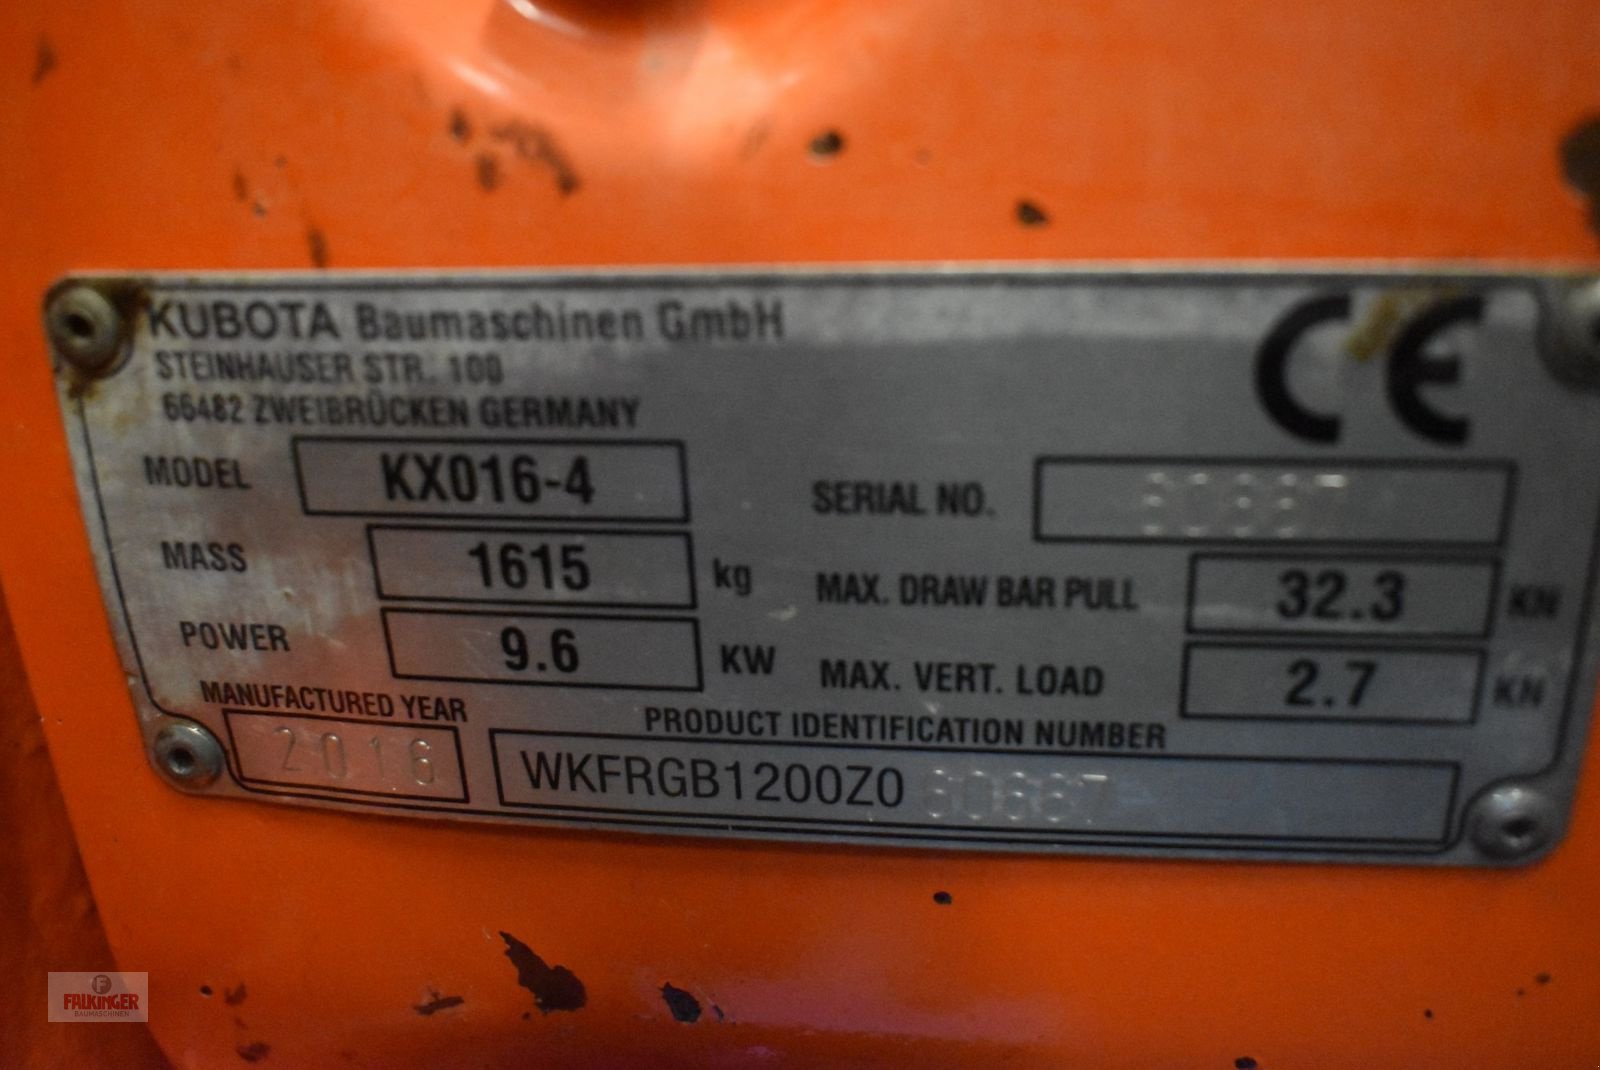 KUBOTA Baumaschinen GmbH
STEINHAUSER STR. 100
66482 ZWEIBRÜCKEN GERMANY
CE
MODEL KX016-4
SERIAL NO.
MASS 1615 kg
MAX. DRAW BAR PULL 32.3 KN
POWER 9.6 KW
MAX. VERT. LOAD 2.7 KN
MANUFACTURED YEAR
2016
PRODUCT IDENTIFICATION NUMBER
WKFRGB1200Z0
FALKINGER
BAUMASCHINEN